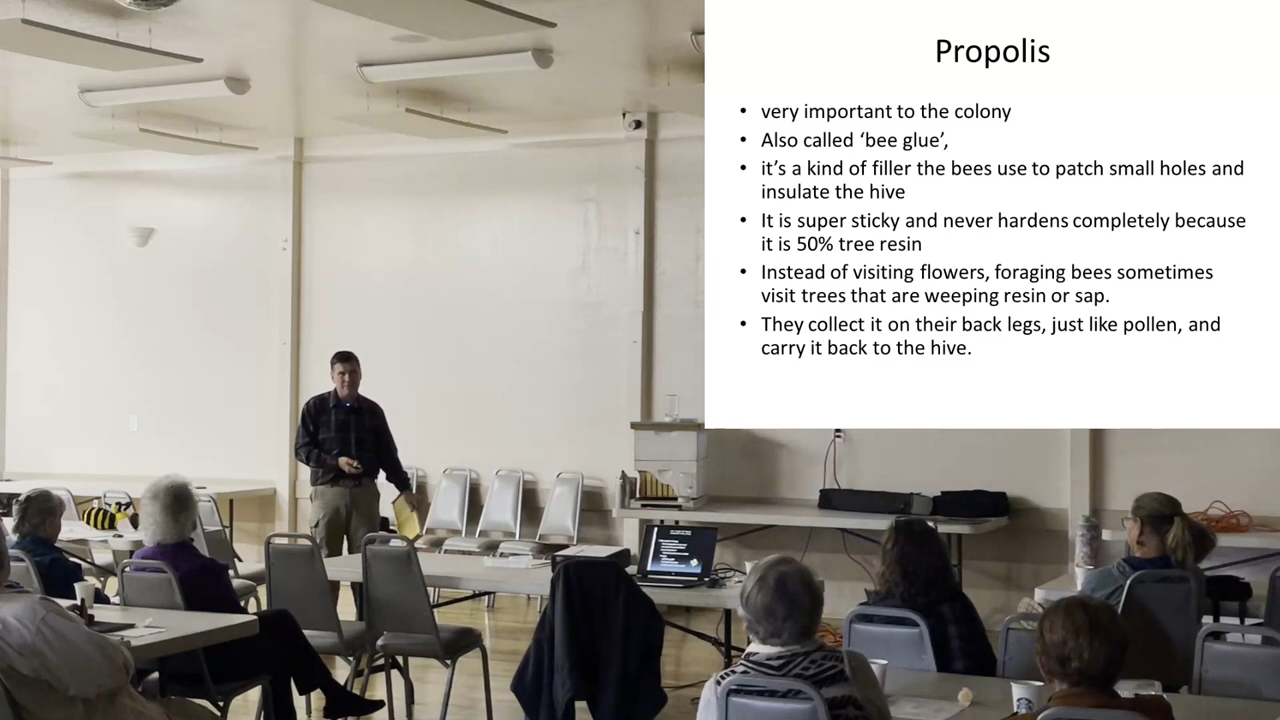 Propolis
• very important to the colony
• Also called ‘bee glue’,
• it’s a kind of filler the bees use to patch small holes and
insulate the hive
• It is super sticky and never hardens completely because
it is 50% tree resin
• Instead of visiting flowers, foraging bees sometimes
visit trees that are weeping resin or sap.
• They collect it on their back legs, just like pollen, and
carry it back to the hive.